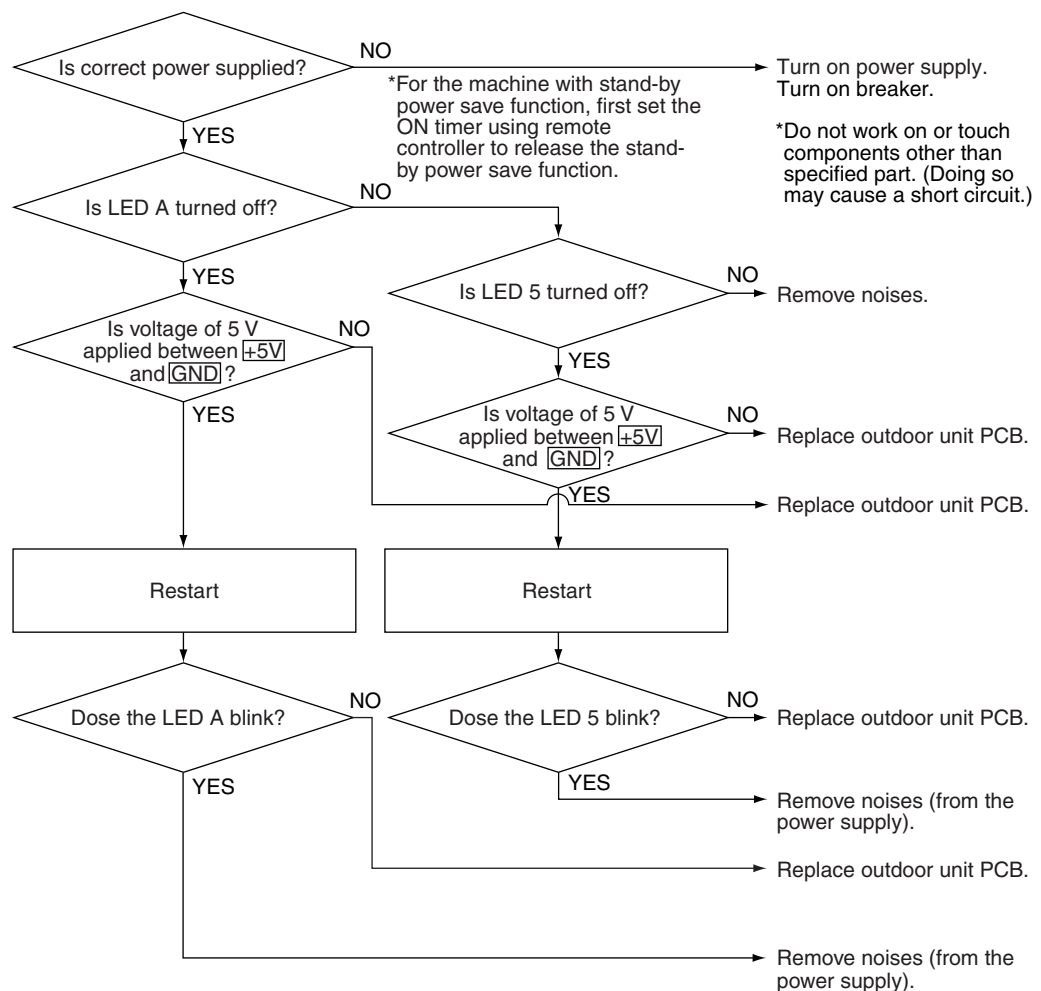 Is correct power supplied?
NO
Turn on power supply.
Turn on breaker.
*For the machine with stand-by
power save function, first set the
ON timer using remote
controller to release the stand-
by power save function.
*Do not work on or touch
components other than
specified part. (Doing so
may cause a short circuit.)
YES
Is LED A turned off?
NO
YES
Is LED 5 turned off?
NO
Remove noises.
Is voltage of 5 V
applied between +5V
and GND ?
NO
YES
YES
Is voltage of 5 V
applied between +5V
and GND ?
NO
Replace outdoor unit PCB.
YES
Replace outdoor unit PCB.
Restart
Restart
Dose the LED A blink?
NO
Dose the LED 5 blink?
NO
Replace outdoor unit PCB.
YES
YES
Remove noises (from the
power supply).
Replace outdoor unit PCB.
Remove noises (from the
power supply).